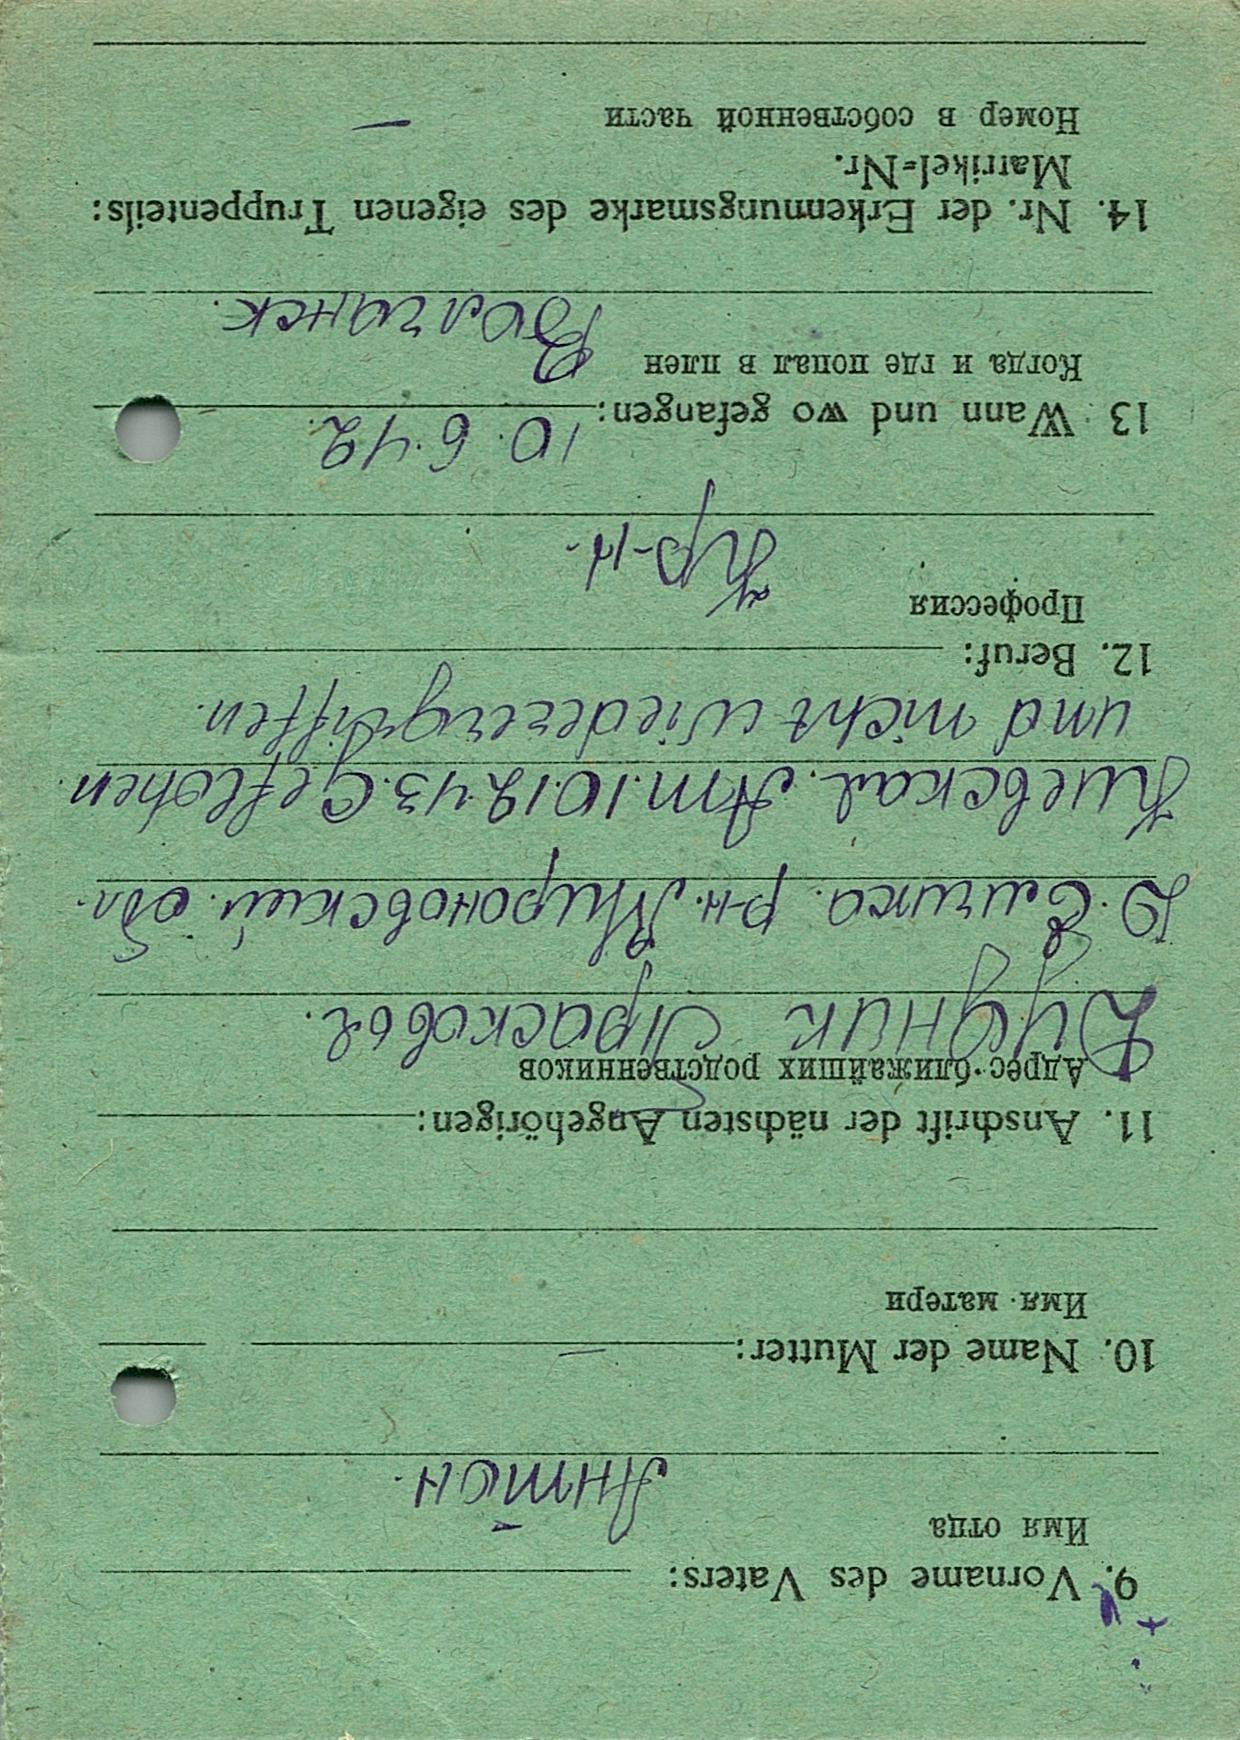 9. Vorname des Vaters:
Имя отца
Антон.
10. Name der Mutter: —
Имя матери
11. Anschrift der nächsten Angehörigen:
Адрес ближайших родственников
Дудник Прасковья.
р-н. Мироновский. обл.
Киевская. Am. 10.12.43. Geflohen.
und nicht wiederergriffen.
12. Beruf:
Профессия
Кр-н.
13 Wann und wo gefangen: 10.6.42.
Когда и где попал в плен
Волчанск.
14. Nr. der Erkennungsmarke des eigenen Truppenteils:
Matrikel-Nr.
Номер в собственной части —